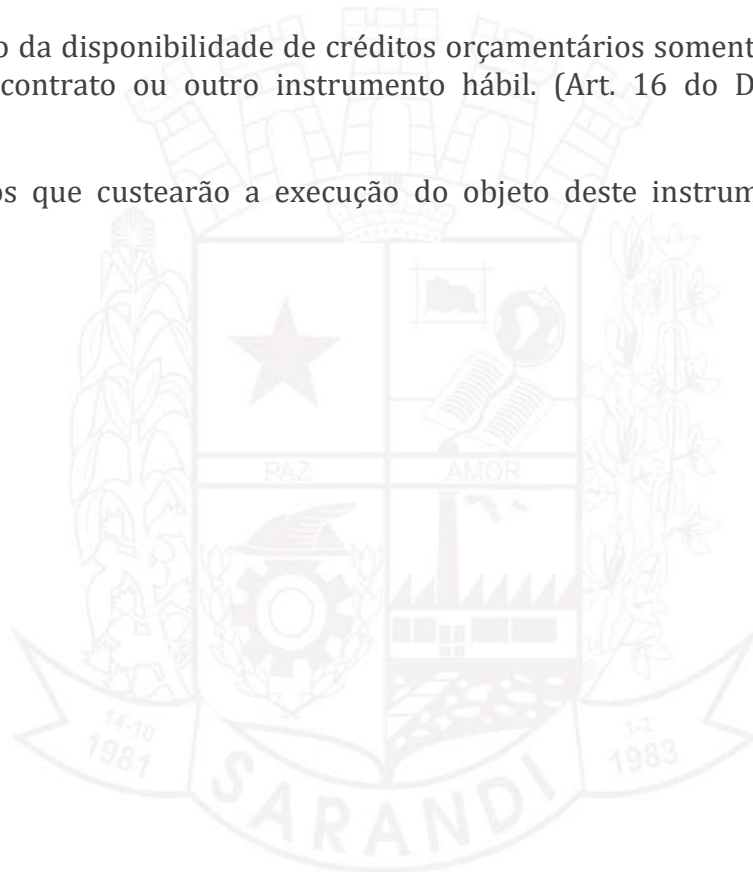 o da disponibilidade de créditos orçamentários soment
contrato ou outro instrumento hábil. (Art. 16 do D
os que custearão a execução do objeto deste instrum
PAZ
AMOR
14-10
1981
1-2
1983
SARANDI